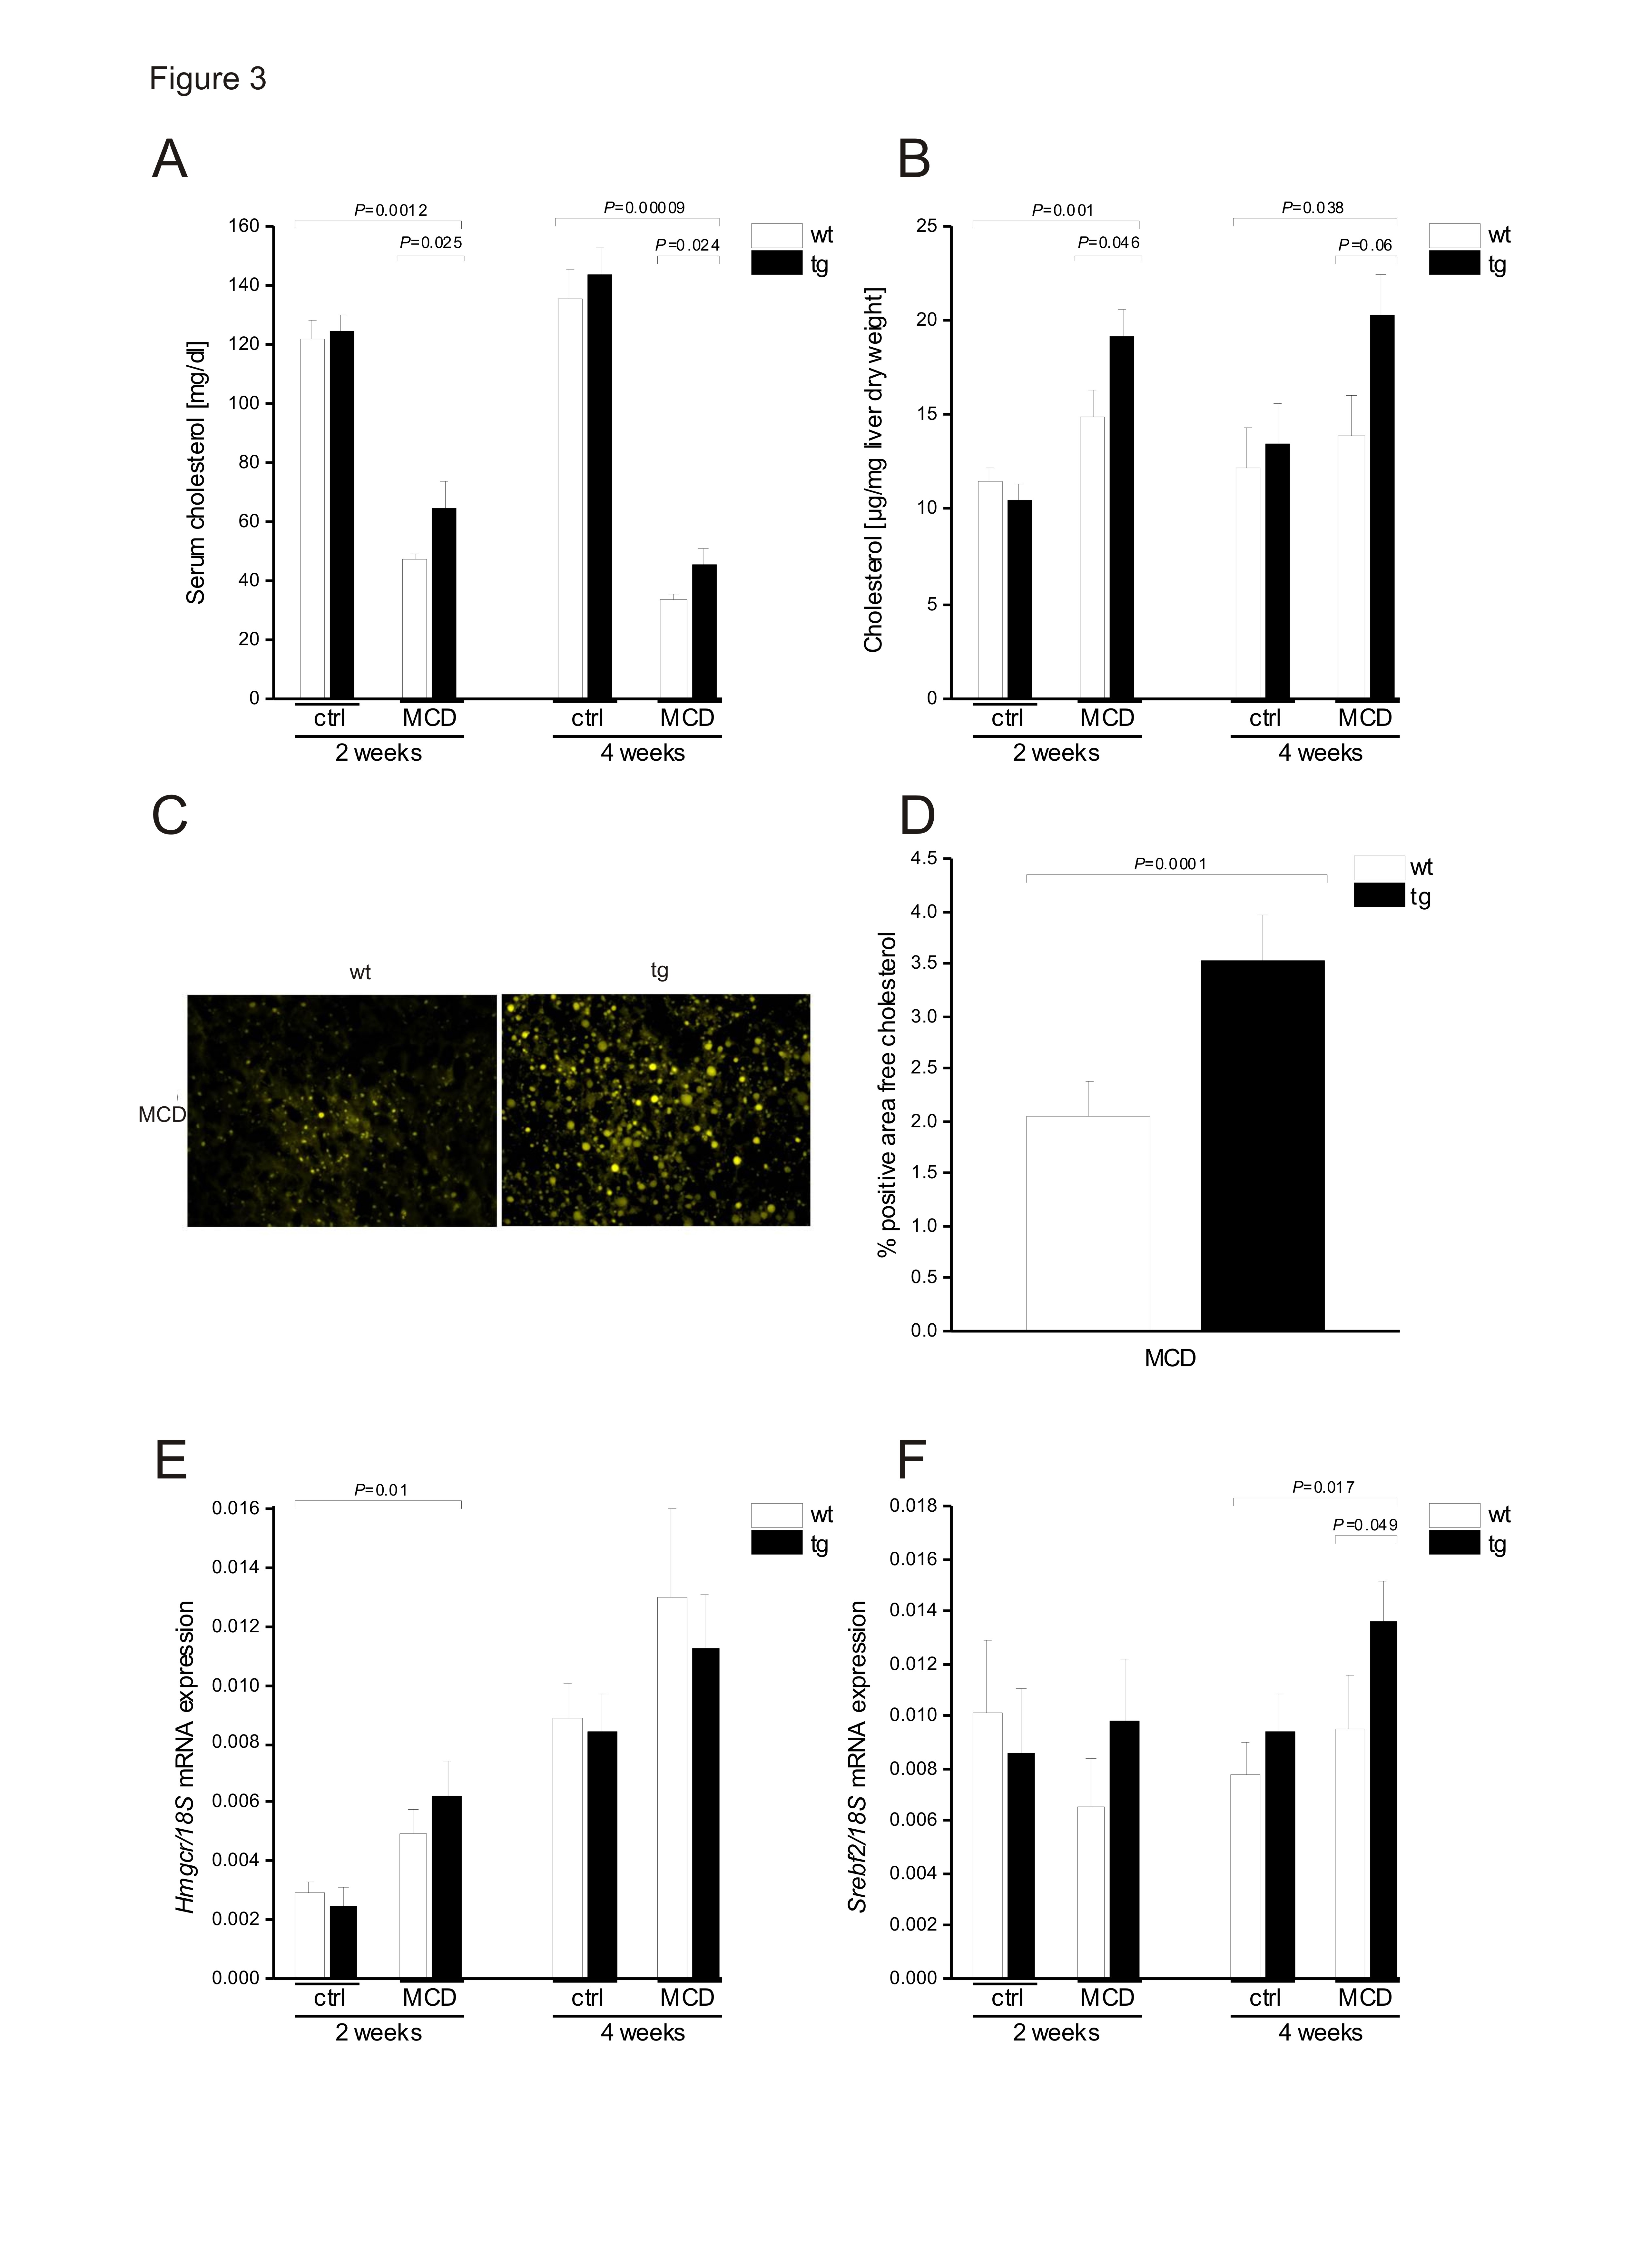 Figure 3
A
P=0.0012
P=0.00009
P=0.025
P=0.024
wt
tg
Serum cholesterol [mg/dl]
160
140
120
100
80
60
40
20
0
ctrl
MCD
ctrl
MCD
2 weeks
4 weeks
B
P=0.001
P=0.038
P=0.046
P=0.06
wt
tg
Cholesterol [µg/mg liver dry weight]
25
20
15
10
5
0
ctrl
MCD
ctrl
MCD
2 weeks
4 weeks
C
wt
tg
MCD
D
P=0.0001
wt
tg
% positive area free cholesterol
4.5
4.0
3.5
3.0
2.5
2.0
1.5
1.0
0.5
0.0
MCD
E
P=0.01
wt
tg
Hmgcr/18S mRNA expression
0.016
0.014
0.012
0.010
0.008
0.006
0.004
0.002
0.000
ctrl
MCD
ctrl
MCD
2 weeks
4 weeks
F
P=0.017
P=0.049
wt
tg
Srebf2/18S mRNA expression
0.018
0.016
0.014
0.012
0.010
0.008
0.006
0.004
0.002
0.000
ctrl
MCD
ctrl
MCD
2 weeks
4 weeks